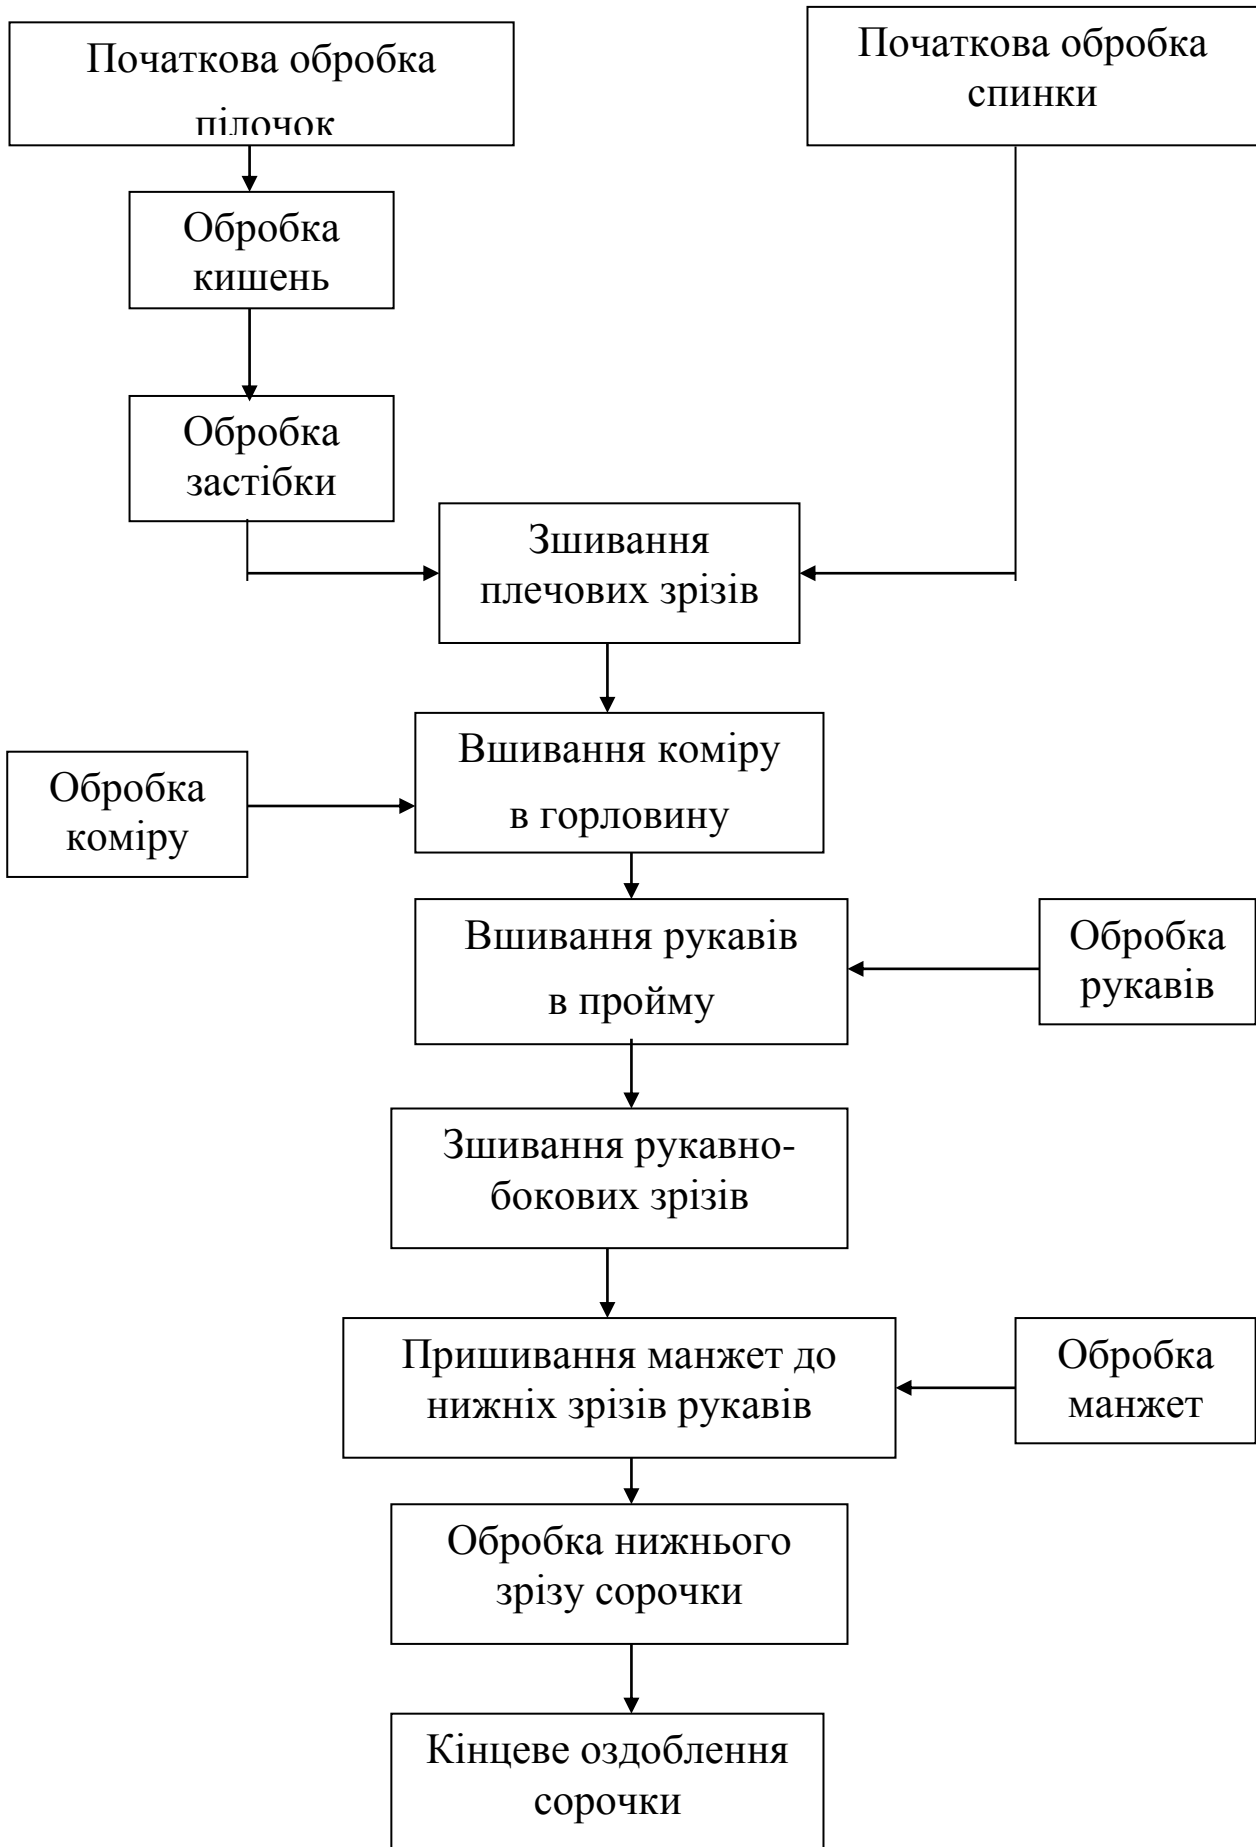 Початкова обробка
пілочок
Початкова обробка
спинки
Обробка
кишень
Обробка
застібки
Зшивання
плечових зрізів
Вшивання коміру
в горловину
Обробка
коміру
Вшивання рукавів
в пройму
Обробка
рукавів
Зшивання рукавно-
бокових зрізів
Пришивання манжет до
нижніх зрізів рукавів
Обробка
манжет
Обробка нижнього
зрізу сорочки
Кінцеве оздоблення
сорочки